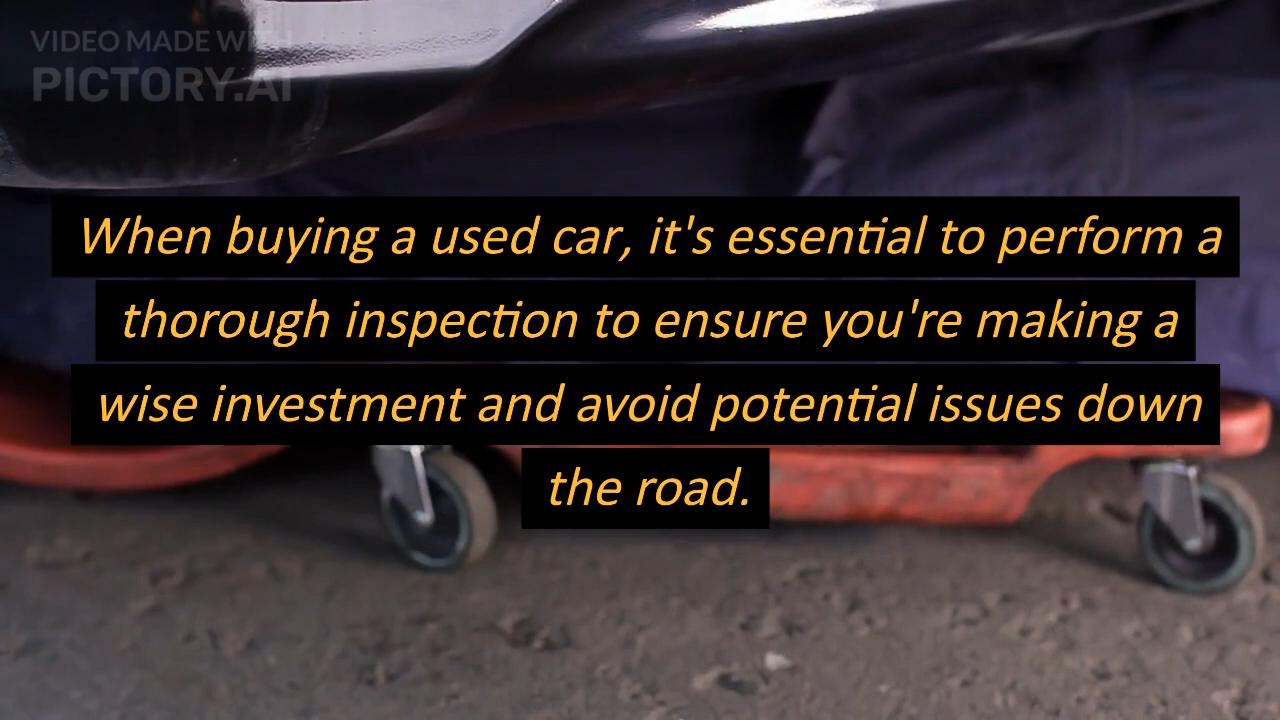 VIDEO MADE WITH
PICTORY.AI
When buying a used car, it's essential to perform a
thorough inspection to ensure you're making a
wise investment and avoid potential issues down
the road.